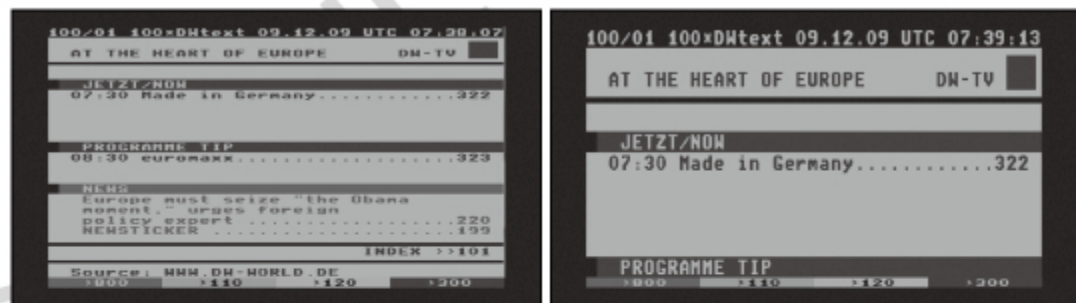 100/01 100×DWtext 09.12.09 UTC 07:38:07
AT THE HEART OF EUROPE DW-TV
JETZT/NOW
07:30 Made in Germany............322
PROGRAMME TIP
08:30 euromaxx...................323
NEWS
Europe must seize "the Obama
moment," urges foreign
policy expert ...................220
NEWSTICKER ......................199
INDEX >>101
Source: WWW.DW-WORLD.DE
>800 >110 >120 >300
100/01 100×DWtext 09.12.09 UTC 07:39:13
AT THE HEART OF EUROPE DW-TV
JETZT/NOW
07:30 Made in Germany............322
PROGRAMME TIP
>800 >110 >120 >300